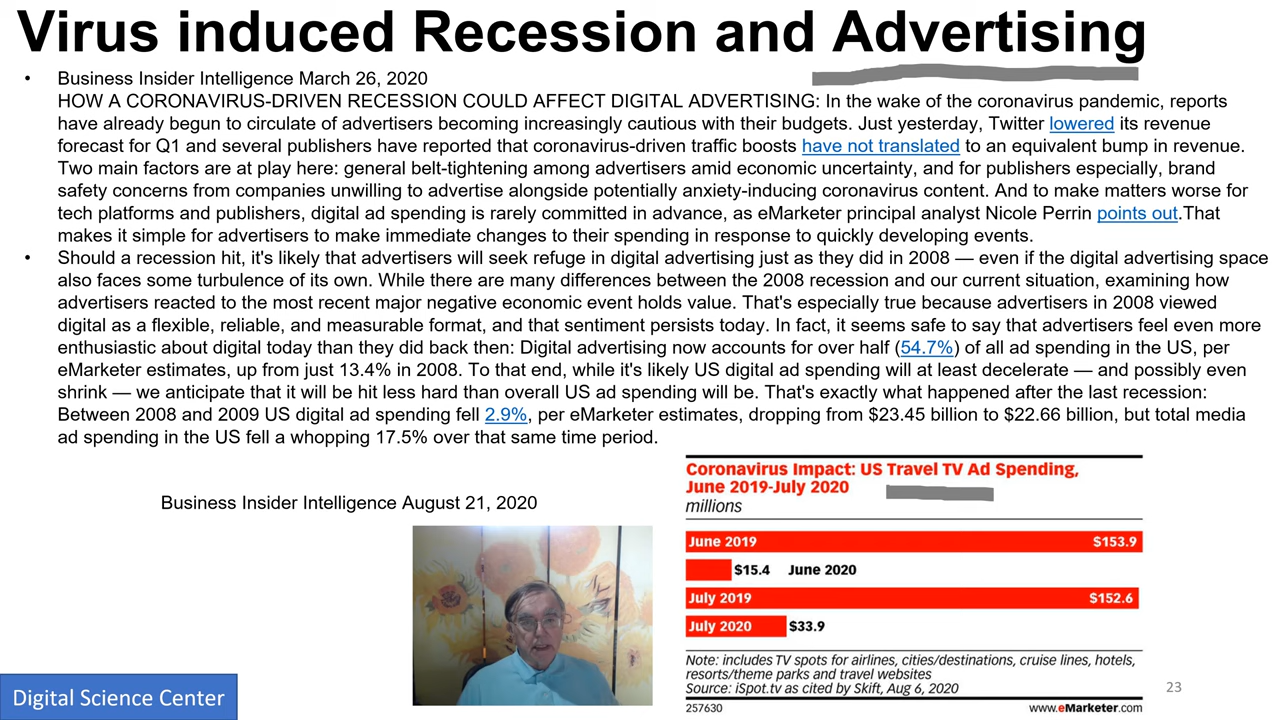 Virus induced Recession and Advertising
• Business Insider Intelligence March 26, 2020
HOW A CORONAVIRUS-DRIVEN RECESSION COULD AFFECT DIGITAL ADVERTISING: In the wake of the coronavirus pandemic, reports
have already begun to circulate of advertisers becoming increasingly cautious with their budgets. Just yesterday, Twitter lowered its revenue
forecast for Q1 and several publishers have reported that coronavirus-driven traffic boosts have not translated to an equivalent bump in revenue.
Two main factors are at play here: general belt-tightening among advertisers amid economic uncertainty, and for publishers especially, brand
safety concerns from companies unwilling to advertise alongside potentially anxiety-inducing coronavirus content. And to make matters worse for
tech platforms and publishers, digital ad spending is rarely committed in advance, as eMarketer principal analyst Nicole Perrin points out.That
makes it simple for advertisers to make immediate changes to their spending in response to quickly developing events.
• Should a recession hit, it's likely that advertisers will seek refuge in digital advertising just as they did in 2008 — even if the digital advertising space
also faces some turbulence of its own. While there are many differences between the 2008 recession and our current situation, examining how
advertisers reacted to the most recent major negative economic event holds value. That's especially true because advertisers in 2008 viewed
digital as a flexible, reliable, and measurable format, and that sentiment persists today. In fact, it seems safe to say that advertisers feel even more
enthusiastic about digital today than they did back then: Digital advertising now accounts for over half (54.7%) of all ad spending in the US, per
eMarketer estimates, up from just 13.4% in 2008. To that end, while it's likely US digital ad spending will at least decelerate — and possibly even
shrink — we anticipate that it will be hit less hard than overall US ad spending will be. That's exactly what happened after the last recession:
Between 2008 and 2009 US digital ad spending fell 2.9%, per eMarketer estimates, dropping from $23.45 billion to $22.66 billion, but total media
ad spending in the US fell a whopping 17.5% over that same time period.
Business Insider Intelligence August 21, 2020
Coronavirus Impact: US Travel TV Ad Spending,
June 2019-July 2020
millions
June 2019 $153.9
$15.4 June 2020
July 2019 $152.6
July 2020 $33.9
Note: includes TV spots for airlines, cities/destinations, cruise lines, hotels,
resorts/theme parks and travel websites
Source: iSpot.tv as cited by Skift, Aug 6, 2020
257630 www.eMarketer.com
23
Digital Science Center